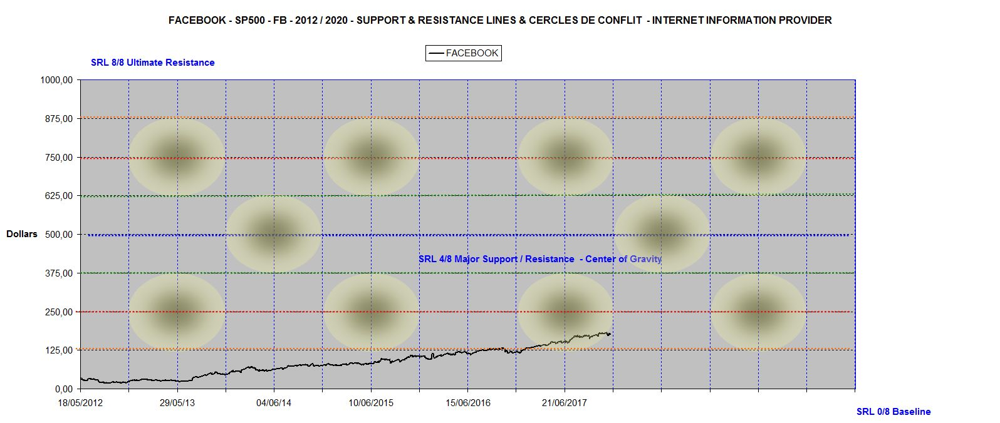 FACEBOOK - SP500 - FB - 2012 / 2020 - SUPPORT & RESISTANCE LINES & CERCLES DE CONFLIT - INTERNET INFORMATION PROVIDER
FACEBOOK
SRL 8/8 Ultimate Resistance
1000,00
875,00
750,00
625,00
Dollars
500,00
SRL 4/8 Major Support / Resistance - Center of Gravity
375,00
250,00
125,00
0,00
18/05/2012
29/05/13
04/06/14
10/06/2015
15/06/2016
21/06/2017
SRL 0/8 Baseline